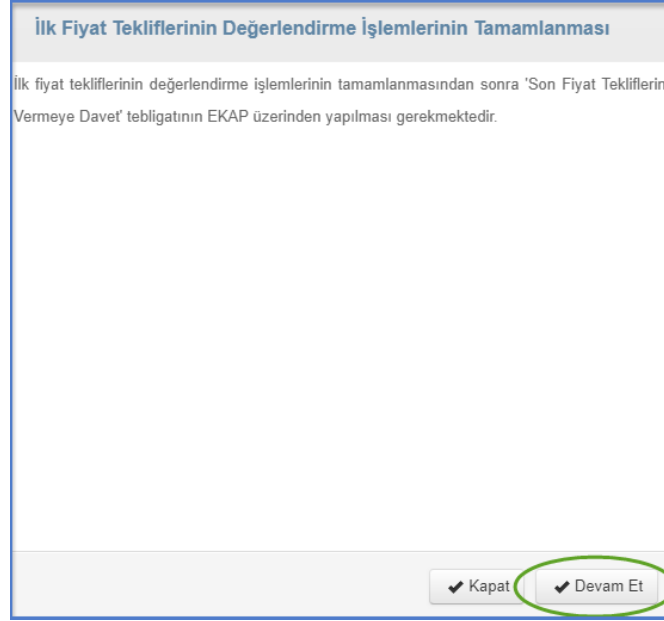 İlk Fiyat Tekliflerinin Değerlendirme İşlemlerinin Tamamlanması
İlk fiyat tekliflerinin değerlendirme işlemlerinin tamamlanmasından sonra 'Son Fiyat Tekliflerin
Vermeye Davet' tebligatının EKAP üzerinden yapılması gerekmektedir.
Kapat Devam Et